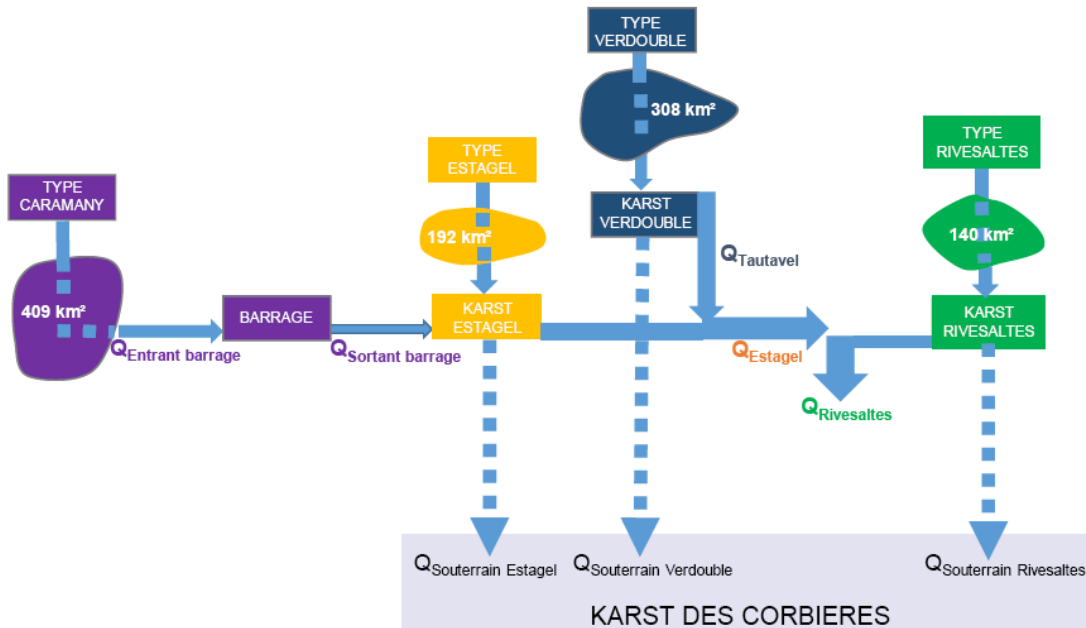 TYPE
VERDOUBLE
308 km²
TYPE
ESTAGEL
TYPE
RIVESALTES
TYPE
CARAMANY
KARST
VERDOUBLE
192 km²
140 km²
QTautavel
409 km²
BARRAGE
KARST
ESTAGEL
KARST
RIVESALTES
QEntrant barrage
QSortant barrage
QEstagel
QRivesaltes
QSouterrain Estagel
QSouterrain Verdouble
QSouterrain Rivesaltes
KARST DES CORBIERES